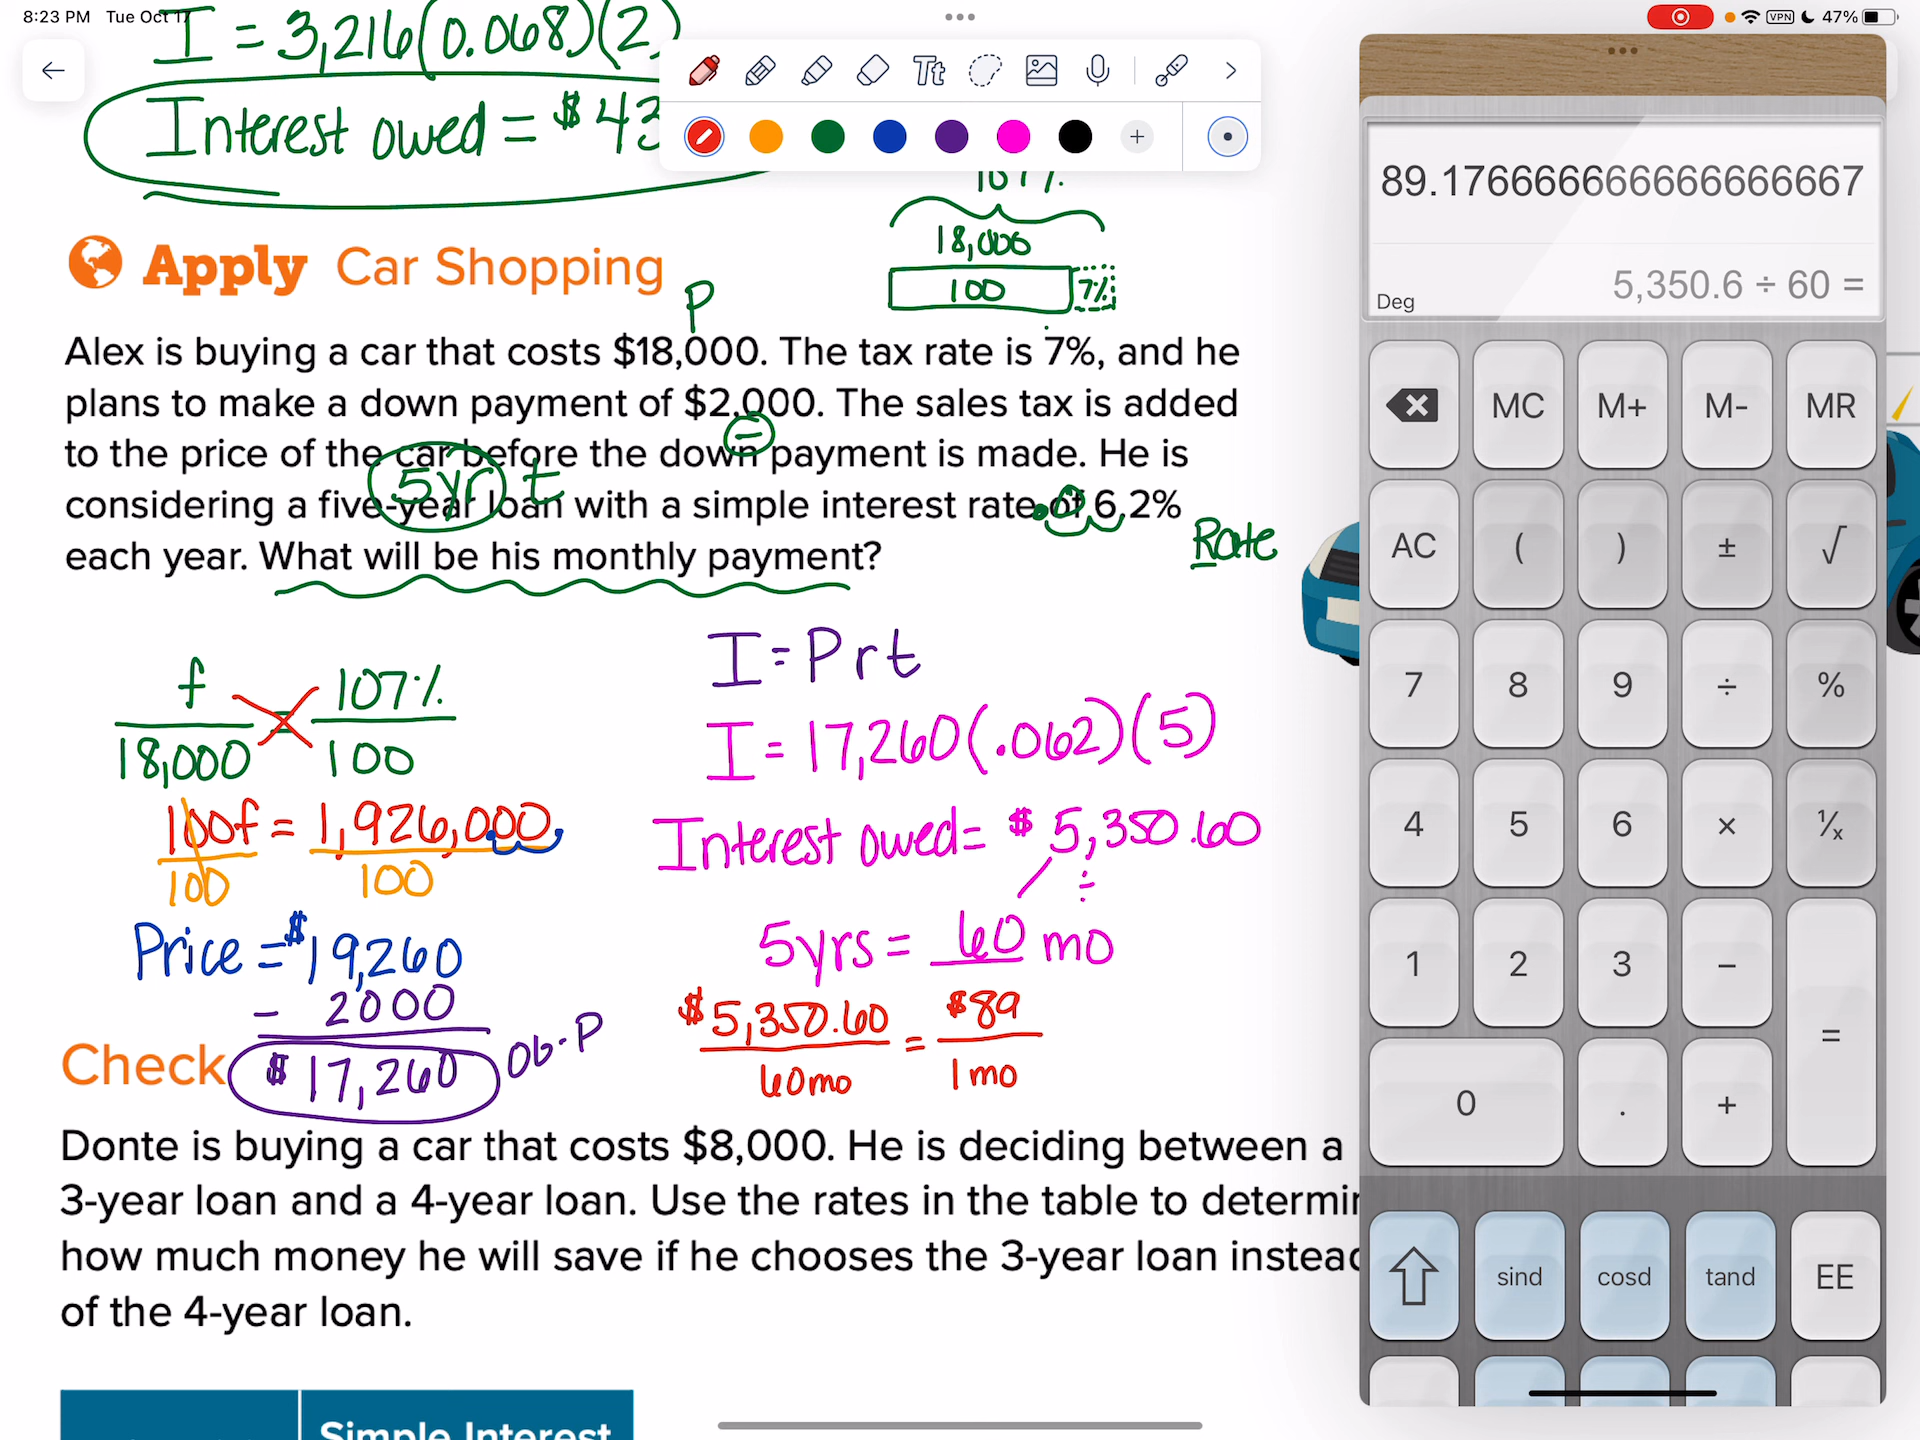 8:23 PM Tue Oct 17
VPN 47%
I = 3,216(0.068)(2)
Interest owed = $43
Tt
107%
18,000
100 7%
Apply Car Shopping
P
Alex is buying a car that costs $18,000. The tax rate is 7%, and he
plans to make a down payment of $2,000. The sales tax is added
to the price of the car before the down payment is made. He is
5yr t
considering a five-year loan with a simple interest rate of 6.2%
each year. What will be his monthly payment?
Rate
f = 107%
18,000 100
100f = 1,926,000
100 100
Price = $19,260
- 2000
$17,260 Ob. P
I = Prt
I = 17,260(.062)(5)
Interest owed = $5,350.60
÷
5yrs = 60 mo
$5,350.60 = $89
60mo 1mo
Check
Donte is buying a car that costs $8,000. He is deciding between a
3-year loan and a 4-year loan. Use the rates in the table to determin
how much money he will save if he chooses the 3-year loan instead
of the 4-year loan.
Simple Interest
89.176666666666666667
5,350.6 ÷ 60 =
Deg
MC M+ M- MR
AC ( ) ± √
7 8 9 ÷ %
4 5 6 × ¹/x
1 2 3 −
=
0 . +
sind cosd tand EE